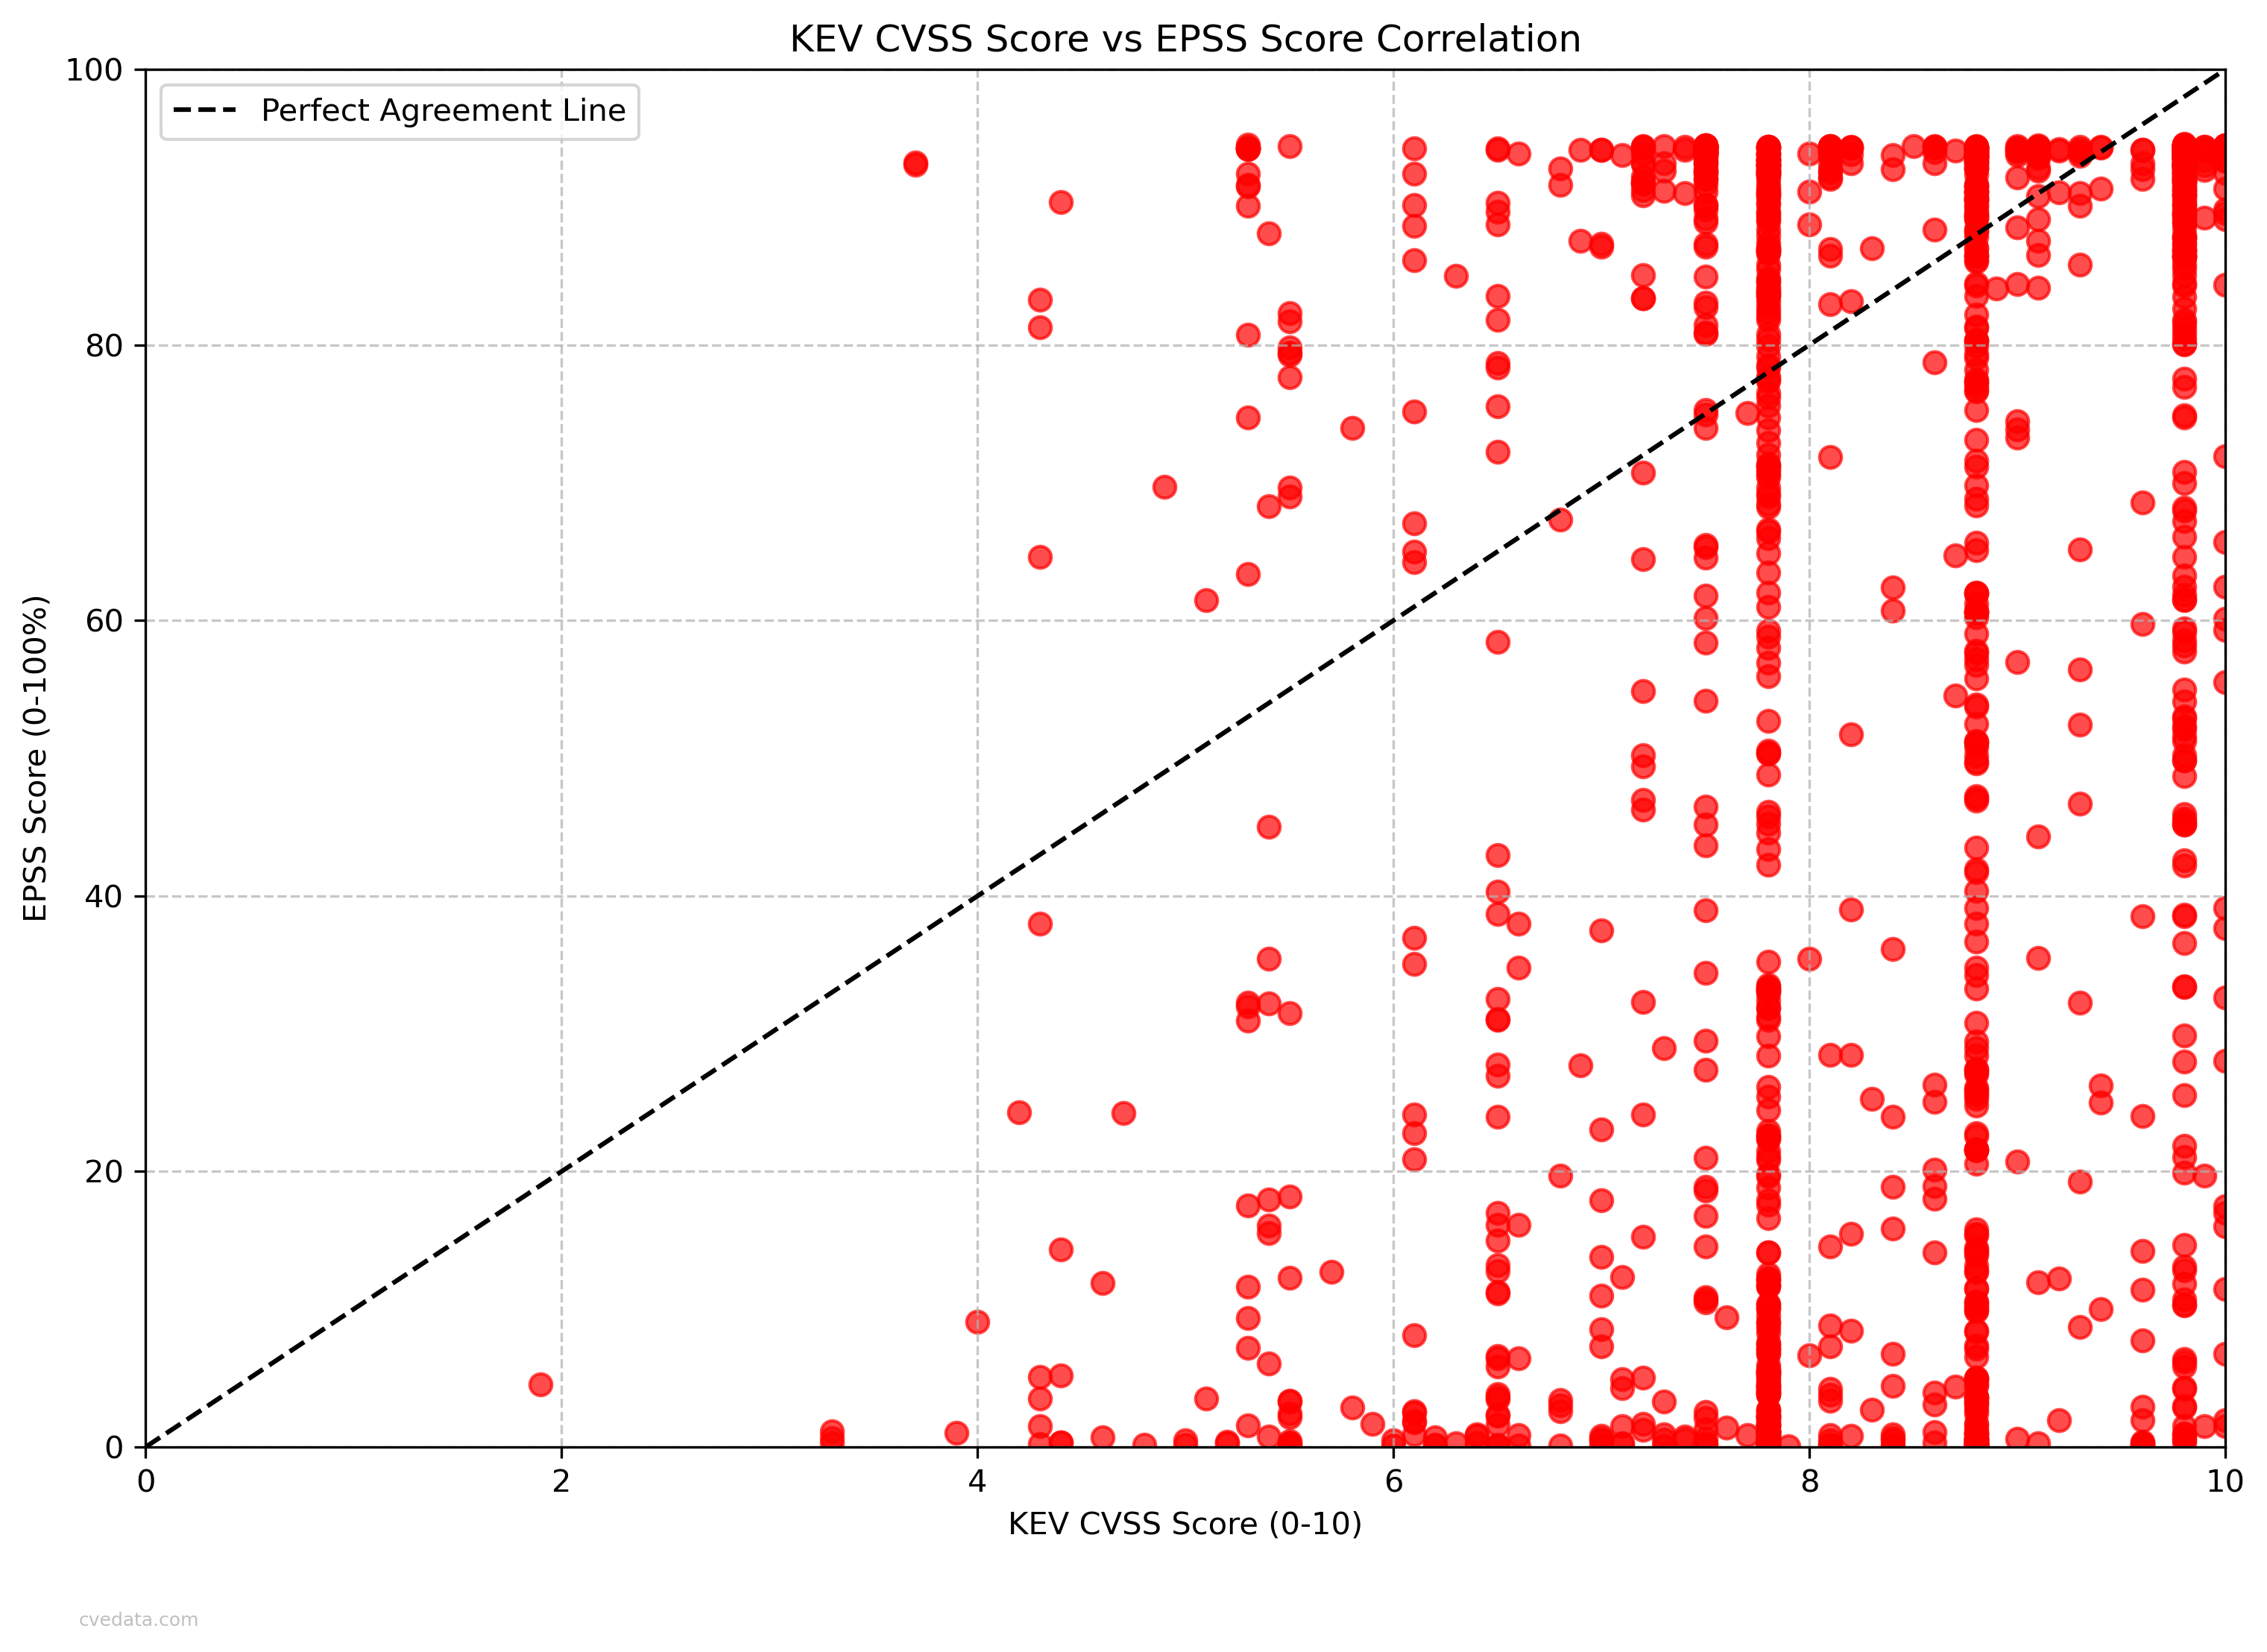 KEV CVSS Score vs EPSS Score Correlation
Perfect Agreement Line
EPSS Score (0-100%)
100
80
60
40
20
0
0 2 4 6 8 10
KEV CVSS Score (0-10)
cvedata.com